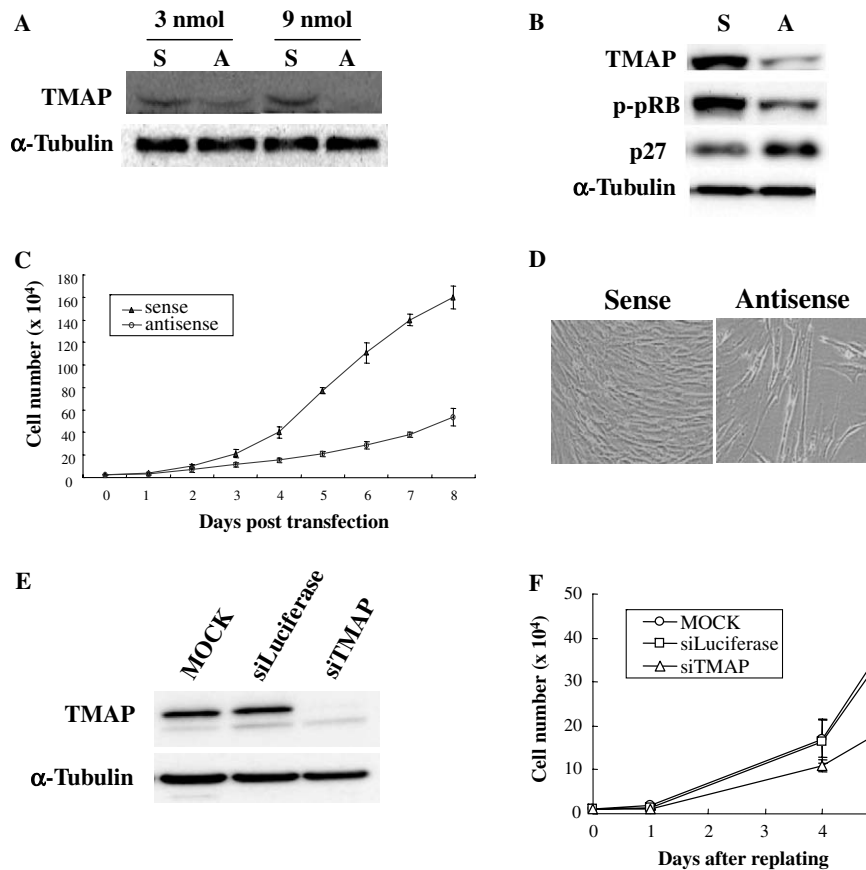 A
3 nmol 9 nmol
S A S A
TMAP
α-Tubulin
B
S A
TMAP
p-pRB
p27
α-Tubulin
C
Cell number (x 10⁴)
180
160
140
120
100
80
60
40
20
0
sense
antisense
0 1 2 3 4 5 6 7 8
Days post transfection
D
Sense Antisense
E
MOCK siLuciferase siTMAP
TMAP
α-Tubulin
F
Cell number (x 10⁴)
50
40
30
20
10
0
MOCK
siLuciferase
siTMAP
0 1 2 3 4
Days after replating